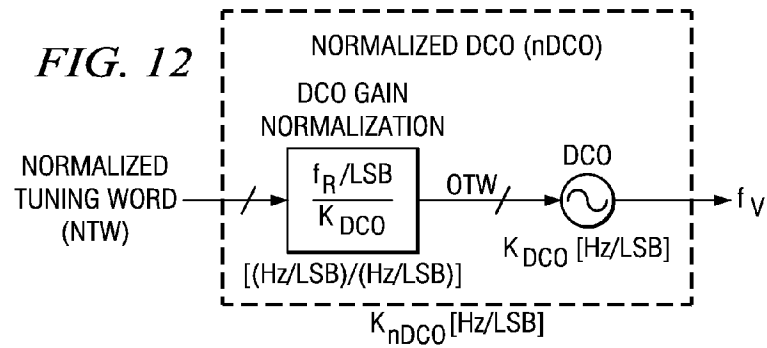 FIG. 12
NORMALIZED DCO (nDCO)
DCO GAIN
NORMALIZATION
NORMALIZED
TUNING WORD
(NTW)
f_R/LSB
K_DCO
OTW
DCO
f_V
K_DCO [Hz/LSB]
[(Hz/LSB)/(Hz/LSB)]
K_nDCO [Hz/LSB]